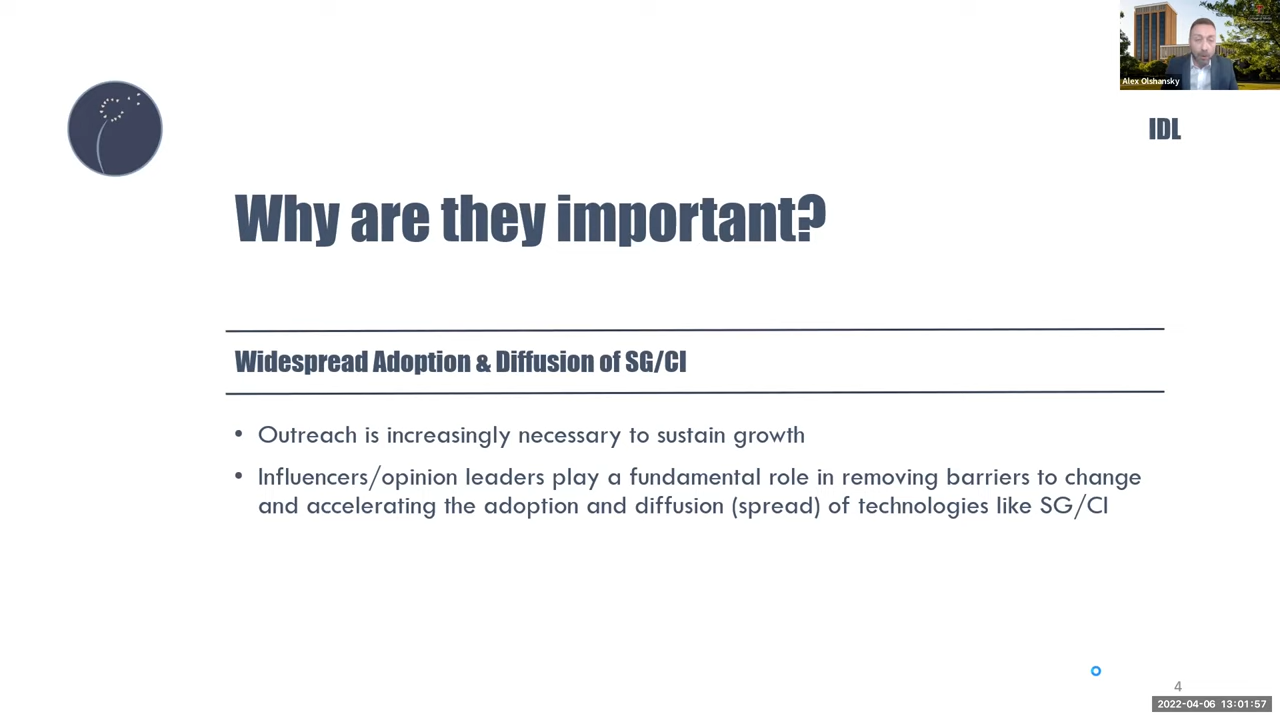 Alex Olshansky
IDL
Why are they important?
Widespread Adoption & Diffusion of SG/CI
• Outreach is increasingly necessary to sustain growth
• Influencers/opinion leaders play a fundamental role in removing barriers to change
and accelerating the adoption and diffusion (spread) of technologies like SG/CI
4
2022-04-06 13:01:57